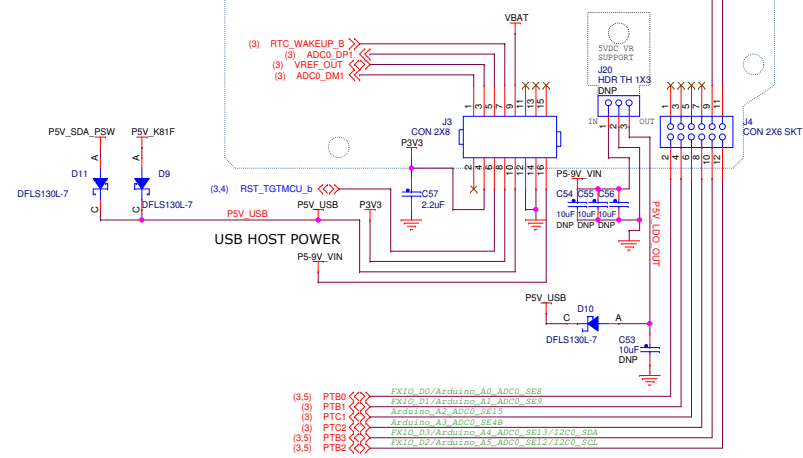 VBAT
(3) RTC_WAKEUP_B
(3) ADC0_DP1
(3) VREF_OUT
(3) ADC0_DM1
5VDC VR
SUPPORT
J20
HDR TH 1X3
DNP
IN OUT
1 2 3
1 3 5 7 9 11 13 15
J3
CON 2X8
2 4 6 8 10 12 14 16
1 3 5 7 9 11
J4
CON 2X6 SKT
2 4 6 8 10 12
P5V_SDA_PSW
P5V_K81F
A
A
D11
D9
DFLS130L-7
DFLS130L-7
C
C
P5V_USB
P3V3
(3,4) RST_TGTMCU_b
C57
2.2uF
P5V_USB
P3V3
USB HOST POWER
P5-9V_VIN
P5-9V_VIN
C54 C55 C56
10uF 10uF 10uF
DNP DNP DNP
P5V_LDO_OUT
P5V_USB
D10
C A
DFLS130L-7
C53
10uF
DNP
(3,5) PTB0 FXIO_D0/Arduino_A0_ADC0_SE8
(3) PTB1 FXIO_D1/Arduino_A1_ADC0_SE9
(3) PTC1 Arduino_A2_ADC0_SE15
(3) PTC2 Arduino_A3_ADC0_SE4B
(3,5) PTB3 FXIO_D3/Arduino_A4_ADC0_SE13/I2C0_SDA
(3,5) PTB2 FXIO_D2/Arduino_A5_ADC0_SE12/I2C0_SCL